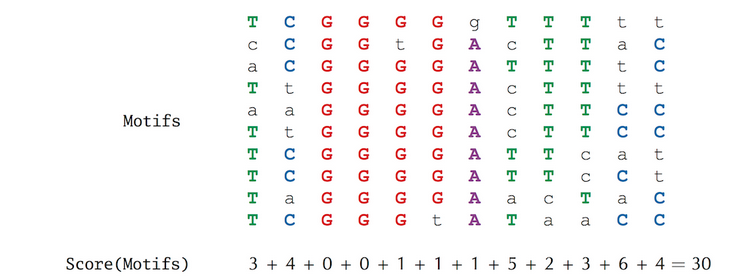 T C G G G G g T T T t t
c C G G t G A c T T a C
a C G G G G A T T T t C
T t G G G G A c T T t t
a a G G G G A c T T C C
Motifs
T t G G G G A c T T C C
T C G G G G A T T c a t
T C G G G G A T T c C t
T a G G G G A a c T a C
T C G G G t A T a a C C
Score(Motifs) 3 + 4 + 0 + 0 + 1 + 1 + 1 + 5 + 2 + 3 + 6 + 4 = 30